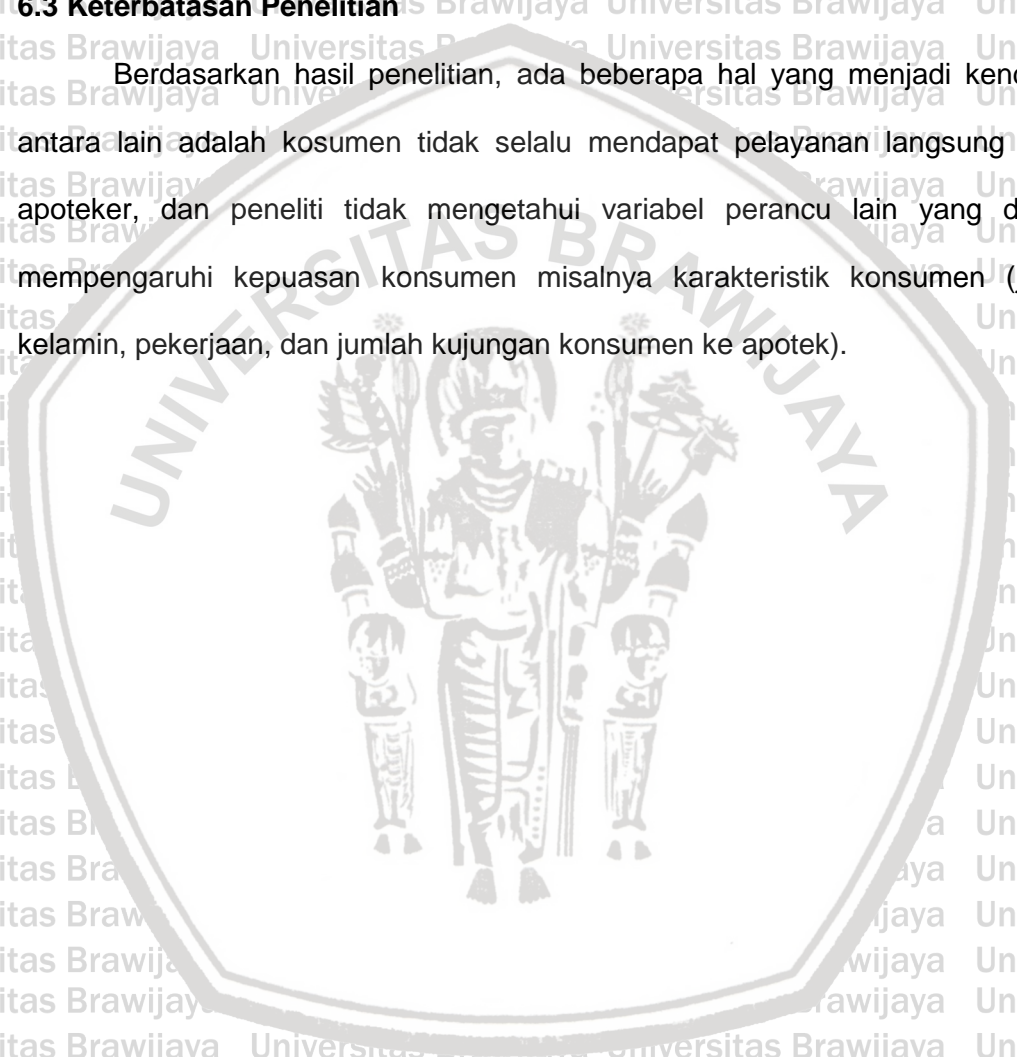 6.3 Keterbatasan Penelitian
Berdasarkan hasil penelitian, ada beberapa hal yang menjadi
antara lain adalah kosumen tidak selalu mendapat pelayanan langsung
apoteker, dan peneliti tidak mengetahui variabel perancu lain yang
mempengaruhi kepuasan konsumen misalnya karakteristik konsumen
kelamin, pekerjaan, dan jumlah kujungan konsumen ke apotek).
UNIVERSITAS BRAWIJAYA